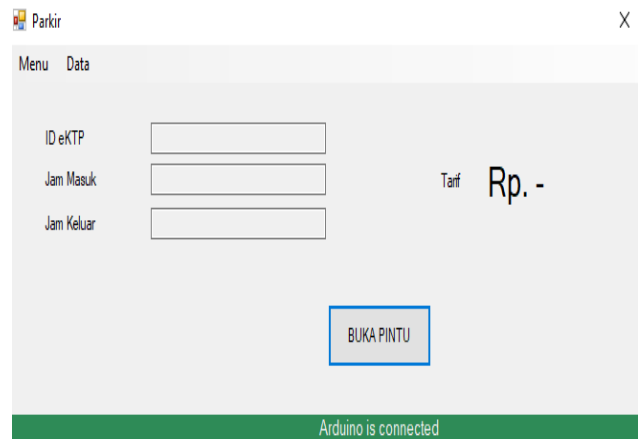 Parkir
Menu Data
ID eKTP
Jam Masuk
Tarif Rp. -
Jam Keluar
BUKA PINTU
Arduino is connected